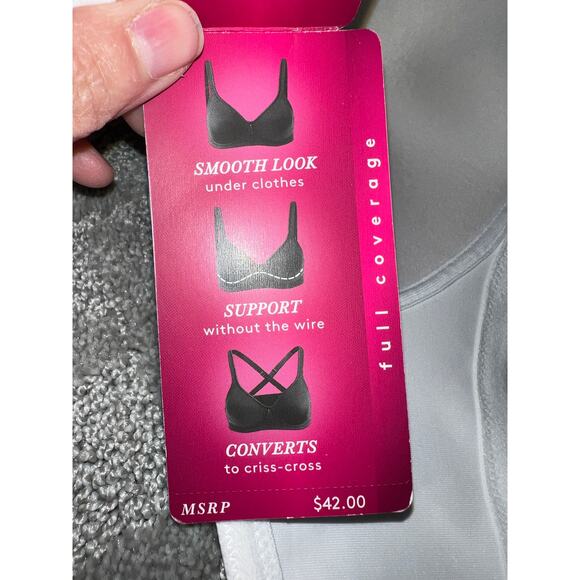 SMOOTH LOOK
under clothes
SUPPORT
without the wire
CONVERTS
to criss-cross
MSRP $42.00
full coverage